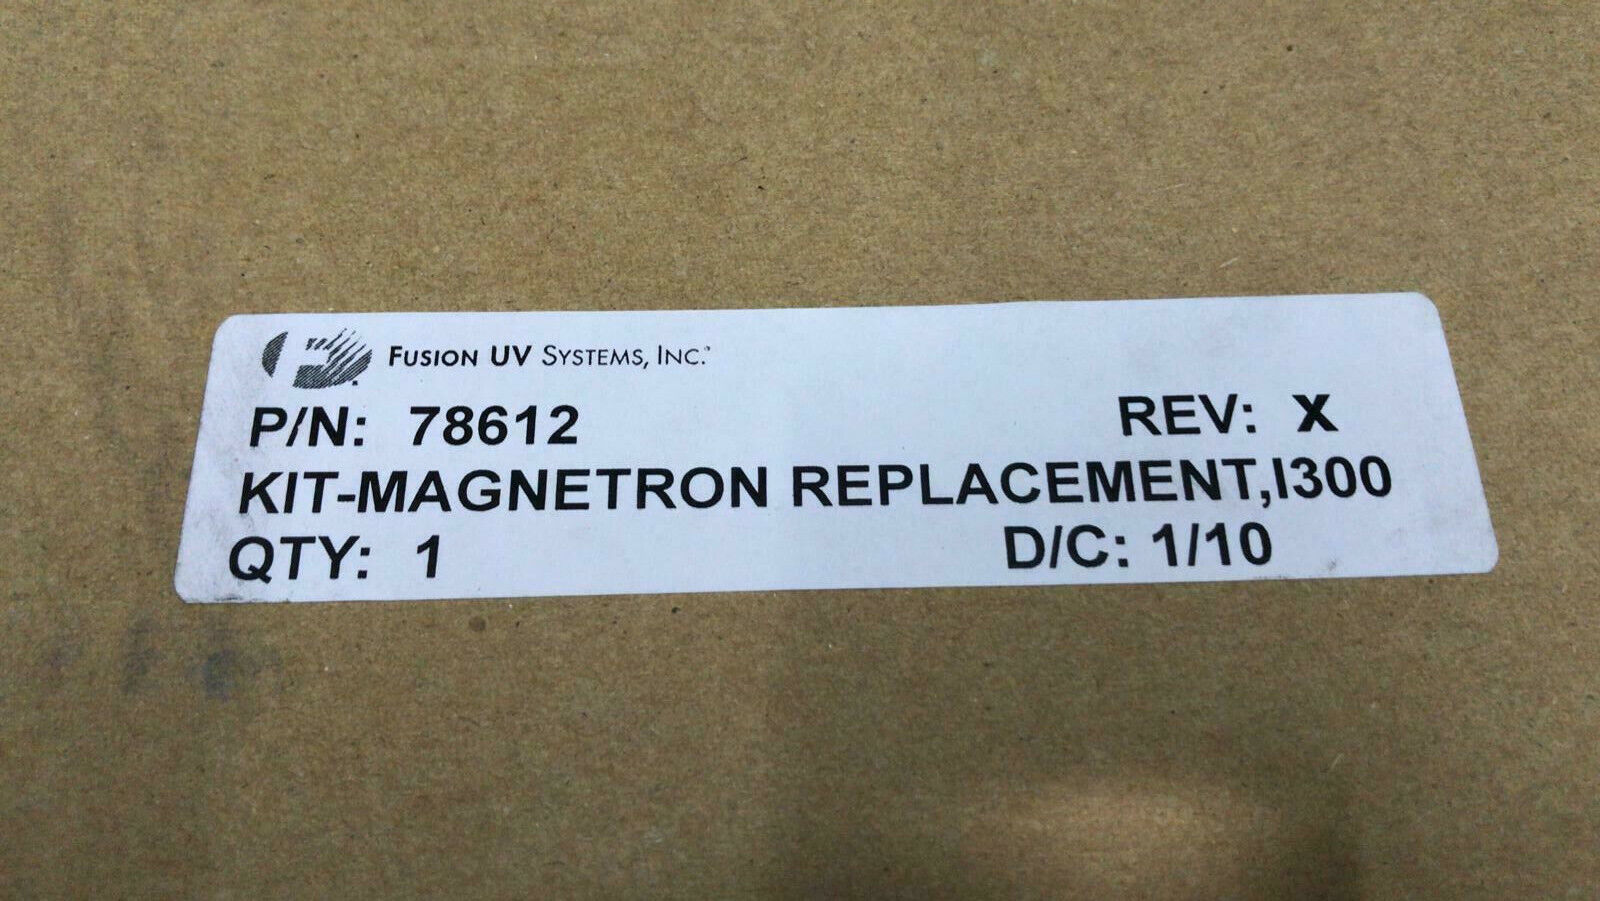 FUSION UV SYSTEMS, INC.
P/N: 78612 REV: X
KIT-MAGNETRON REPLACEMENT,I300
QTY: 1 D/C: 1/10